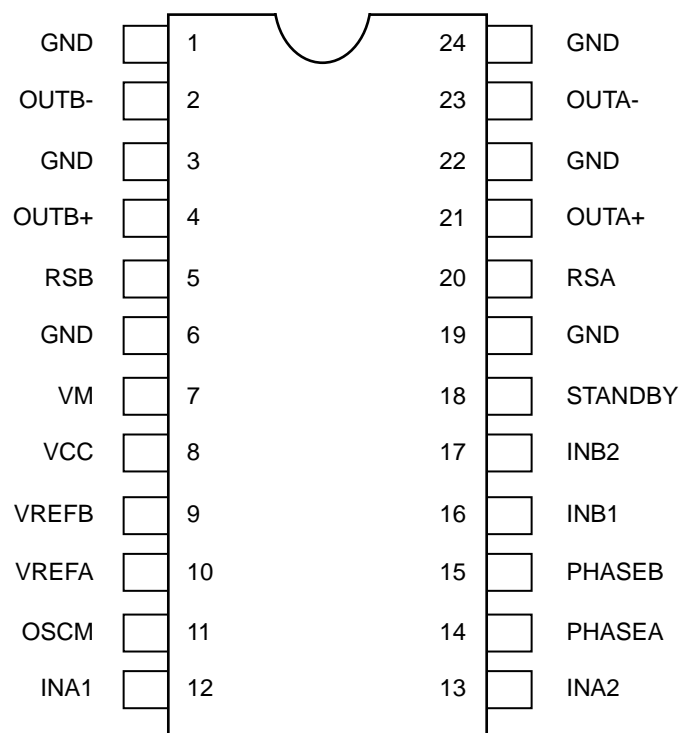 GND 1 24 GND
OUTB- 2 23 OUTA-
GND 3 22 GND
OUTB+ 4 21 OUTA+
RSB 5 20 RSA
GND 6 19 GND
VM 7 18 STANDBY
VCC 8 17 INB2
VREFB 9 16 INB1
VREFA 10 15 PHASEB
OSCM 11 14 PHASEA
INA1 12 13 INA2